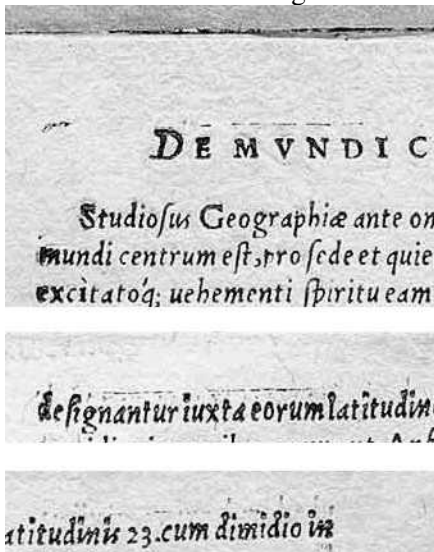 DE MVNDI C
Studiosus Geographiæ ante on
mundi centrum est, pro sede et quie
excitatoq; uehementi spiritu eam
designantur iuxta eorum latitudin
atitudinis 23. cum dimidio in